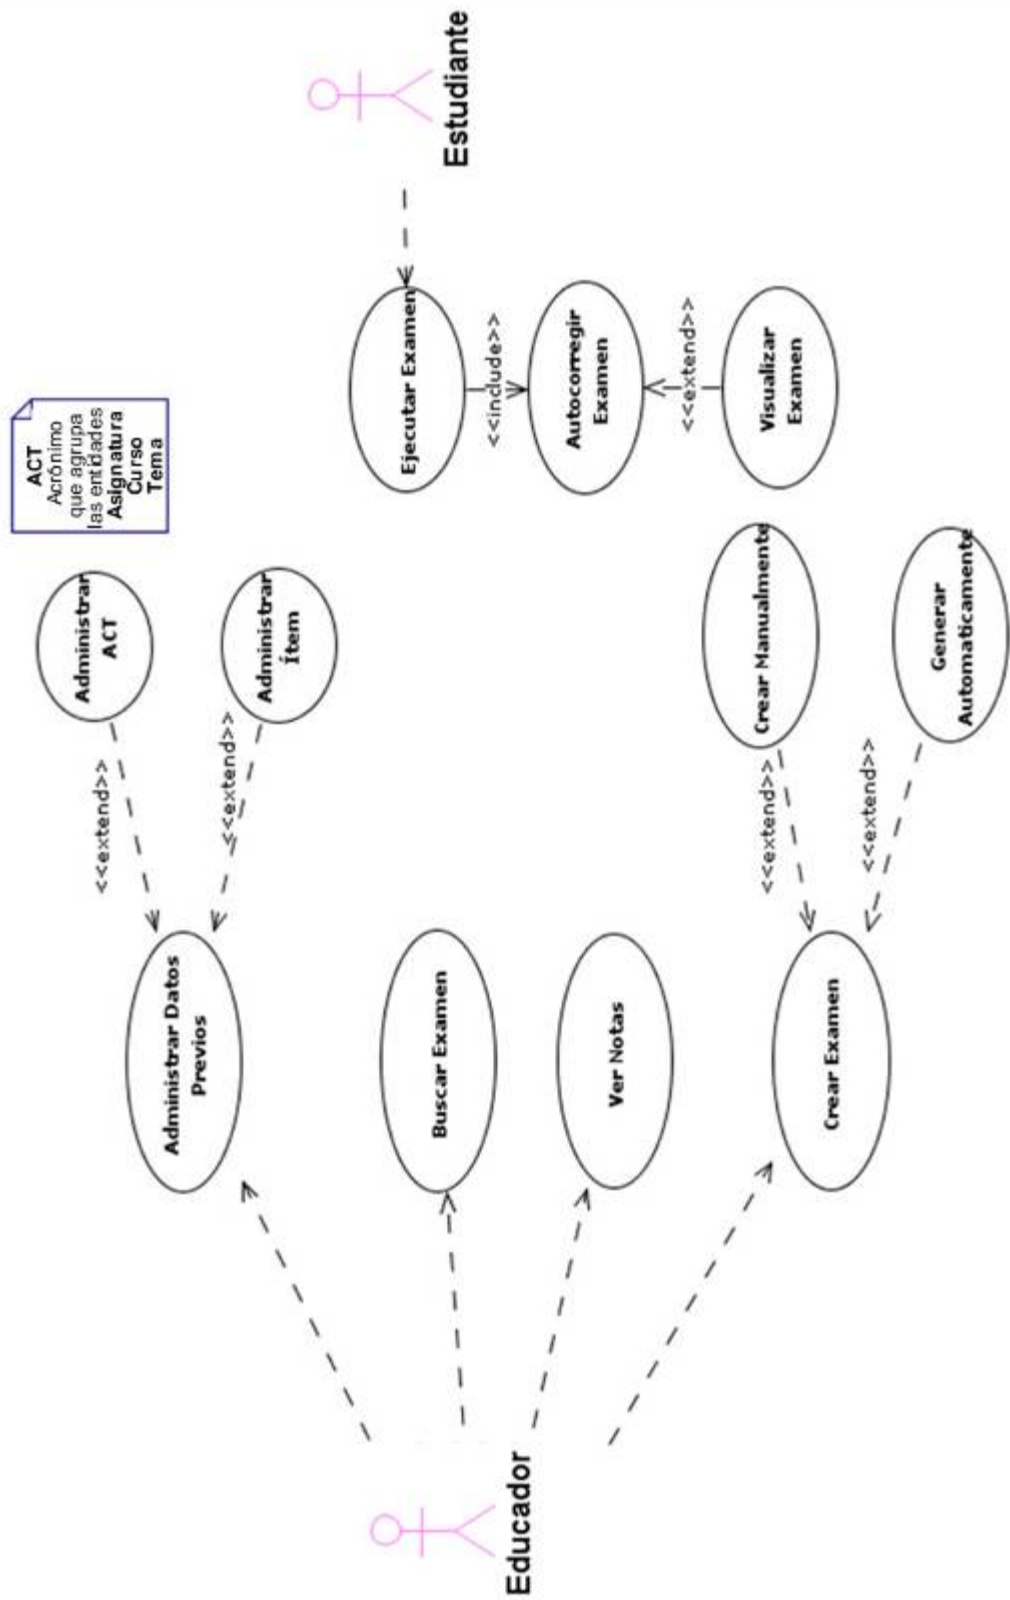 ACT
Acrónimo
que agrupa
las entidades
Asignatura
Curso
Tema
Administrar
ACT
<<extend>>
Administrar
Ítem
<<extend>>
Administrar Datos
Previos
Estudiante
Ejecutar Examen
<<include>>
Autocorregir
Examen
<<extend>>
Visualizar
Examen
Buscar Examen
Ver Notas
Educador
Crear Manualmente
<<extend>>
Generar
Automaticamente
<<extend>>
Crear Examen